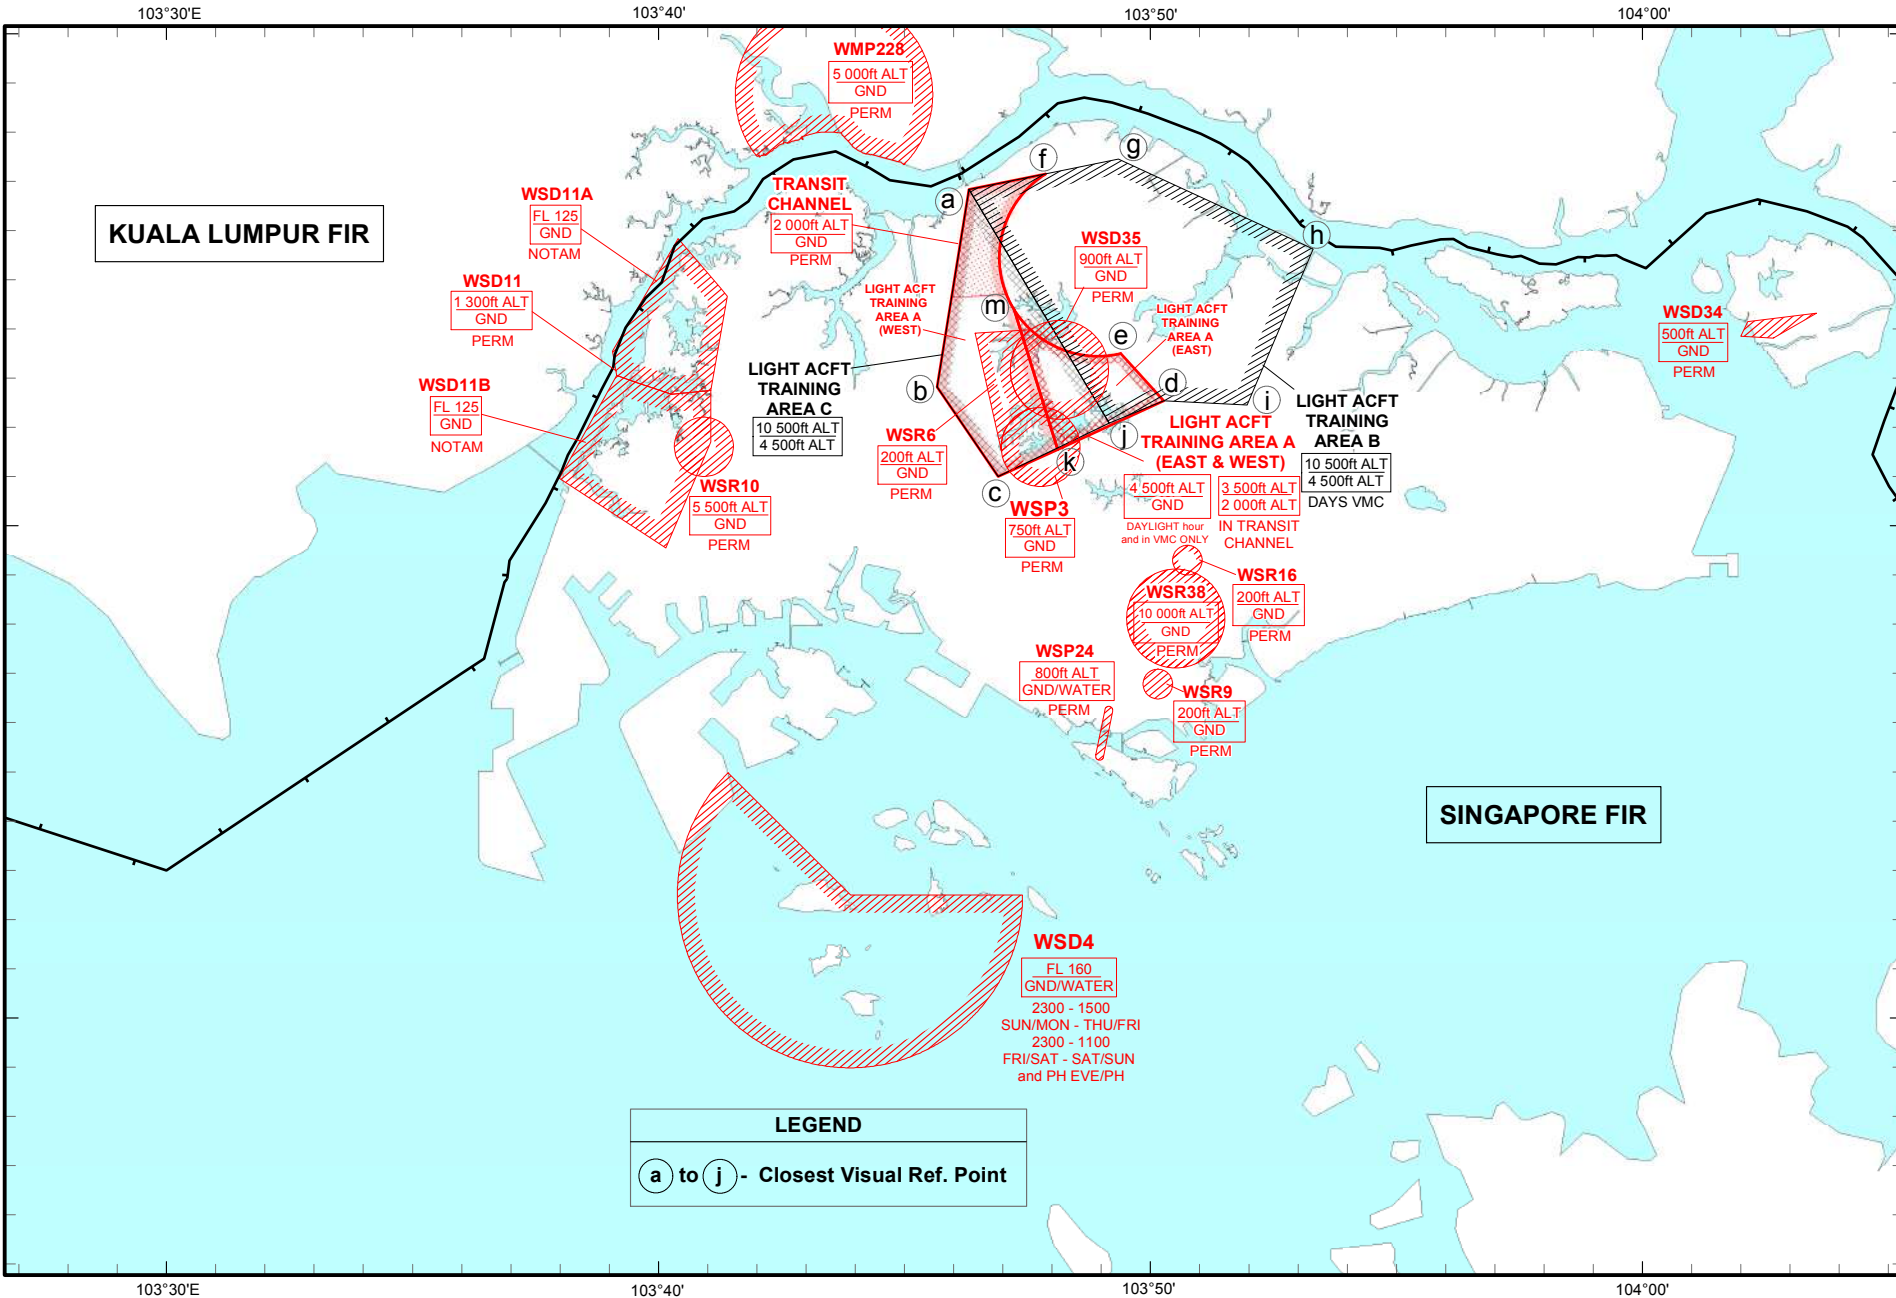 103°30'E
103°40'
103°50'
104°00'
WMP228
5 000ft ALT
GND
PERM
KUALA LUMPUR FIR
WSD11A
FL 125
GND
NOTAM
WSD11
1 300ft ALT
GND
PERM
WSD11B
FL 125
GND
NOTAM
WSR10
5 500ft ALT
GND
PERM
TRANSIT
CHANNEL
2 000ft ALT
GND
PERM
LIGHT ACFT
TRAINING
AREA A
(WEST)
LIGHT ACFT
TRAINING
AREA C
10 500ft ALT
4 500ft ALT
a
f
g
h
m
e
b
d
i
j
k
c
WSD35
900ft ALT
GND
PERM
LIGHT ACFT
TRAINING
AREA A
(EAST)
WSR6
200ft ALT
GND
PERM
WSP3
750ft ALT
GND
PERM
LIGHT ACFT
TRAINING AREA A
(EAST & WEST)
4 500ft ALT
GND
DAYLIGHT hour
and in VMC ONLY
3 500ft ALT
2 000ft ALT
IN TRANSIT
CHANNEL
LIGHT ACFT
TRAINING
AREA B
10 500ft ALT
4 500ft ALT
DAYS VMC
WSD34
500ft ALT
GND
PERM
WSR16
200ft ALT
GND
PERM
WSR38
10 000ft ALT
GND
PERM
WSP24
800ft ALT
GND/WATER
PERM
WSR9
200ft ALT
GND
PERM
SINGAPORE FIR
WSD4
FL 160
GND/WATER
2300 - 1500
SUN/MON - THU/FRI
2300 - 1100
FRI/SAT - SAT/SUN
and PH EVE/PH
LEGEND
a to j - Closest Visual Ref. Point
103°30'E
103°40'
103°50'
104°00'